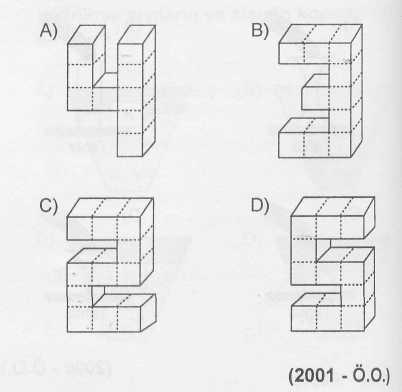 A)
B)
C)
D)
(2001 - Ö.O.)